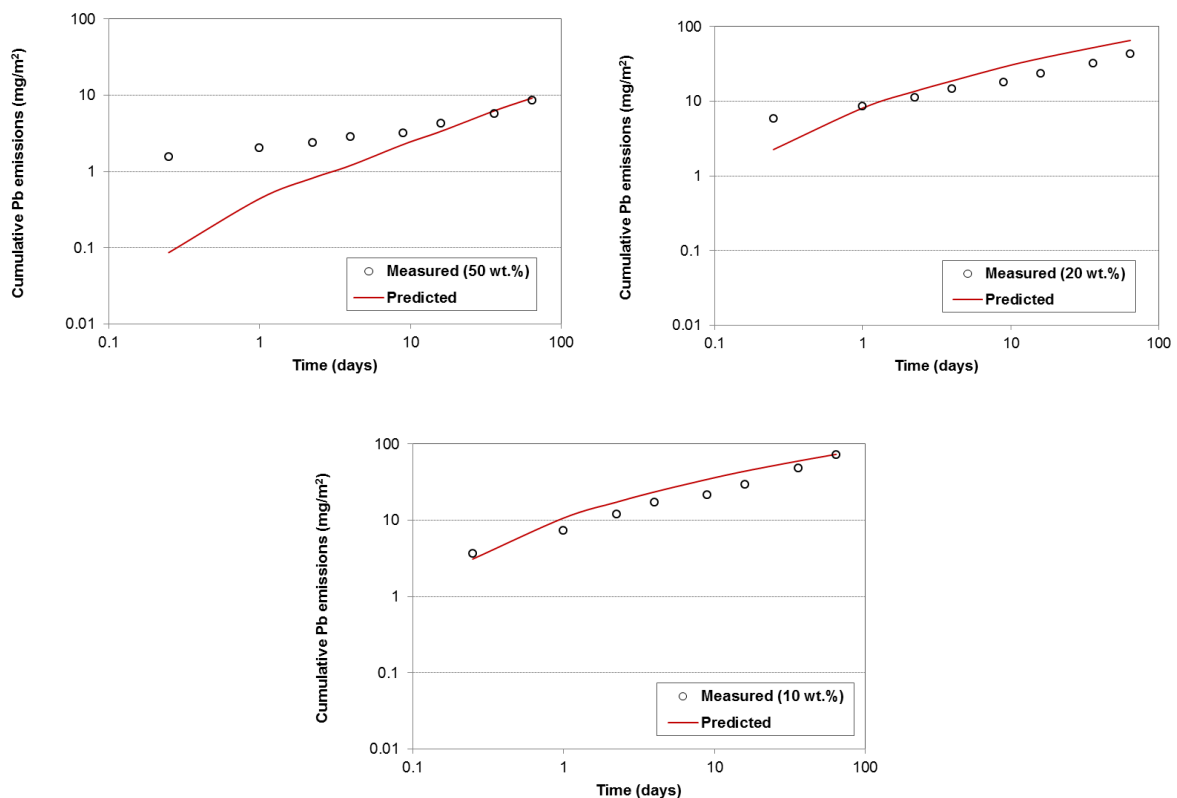 Cumulative Pb emissions (mg/m²)
100
10
1
0.1
0.01
Measured (50 wt.%)
Predicted
0.1 1 10 100
Time (days)
Cumulative Pb emissions (mg/m²)
100
10
1
0.1
0.01
Measured (20 wt.%)
Predicted
0.1 1 10 100
Time (days)
Cumulative Pb emissions (mg/m²)
100
10
1
0.1
0.01
Measured (10 wt.%)
Predicted
0.1 1 10 100
Time (days)